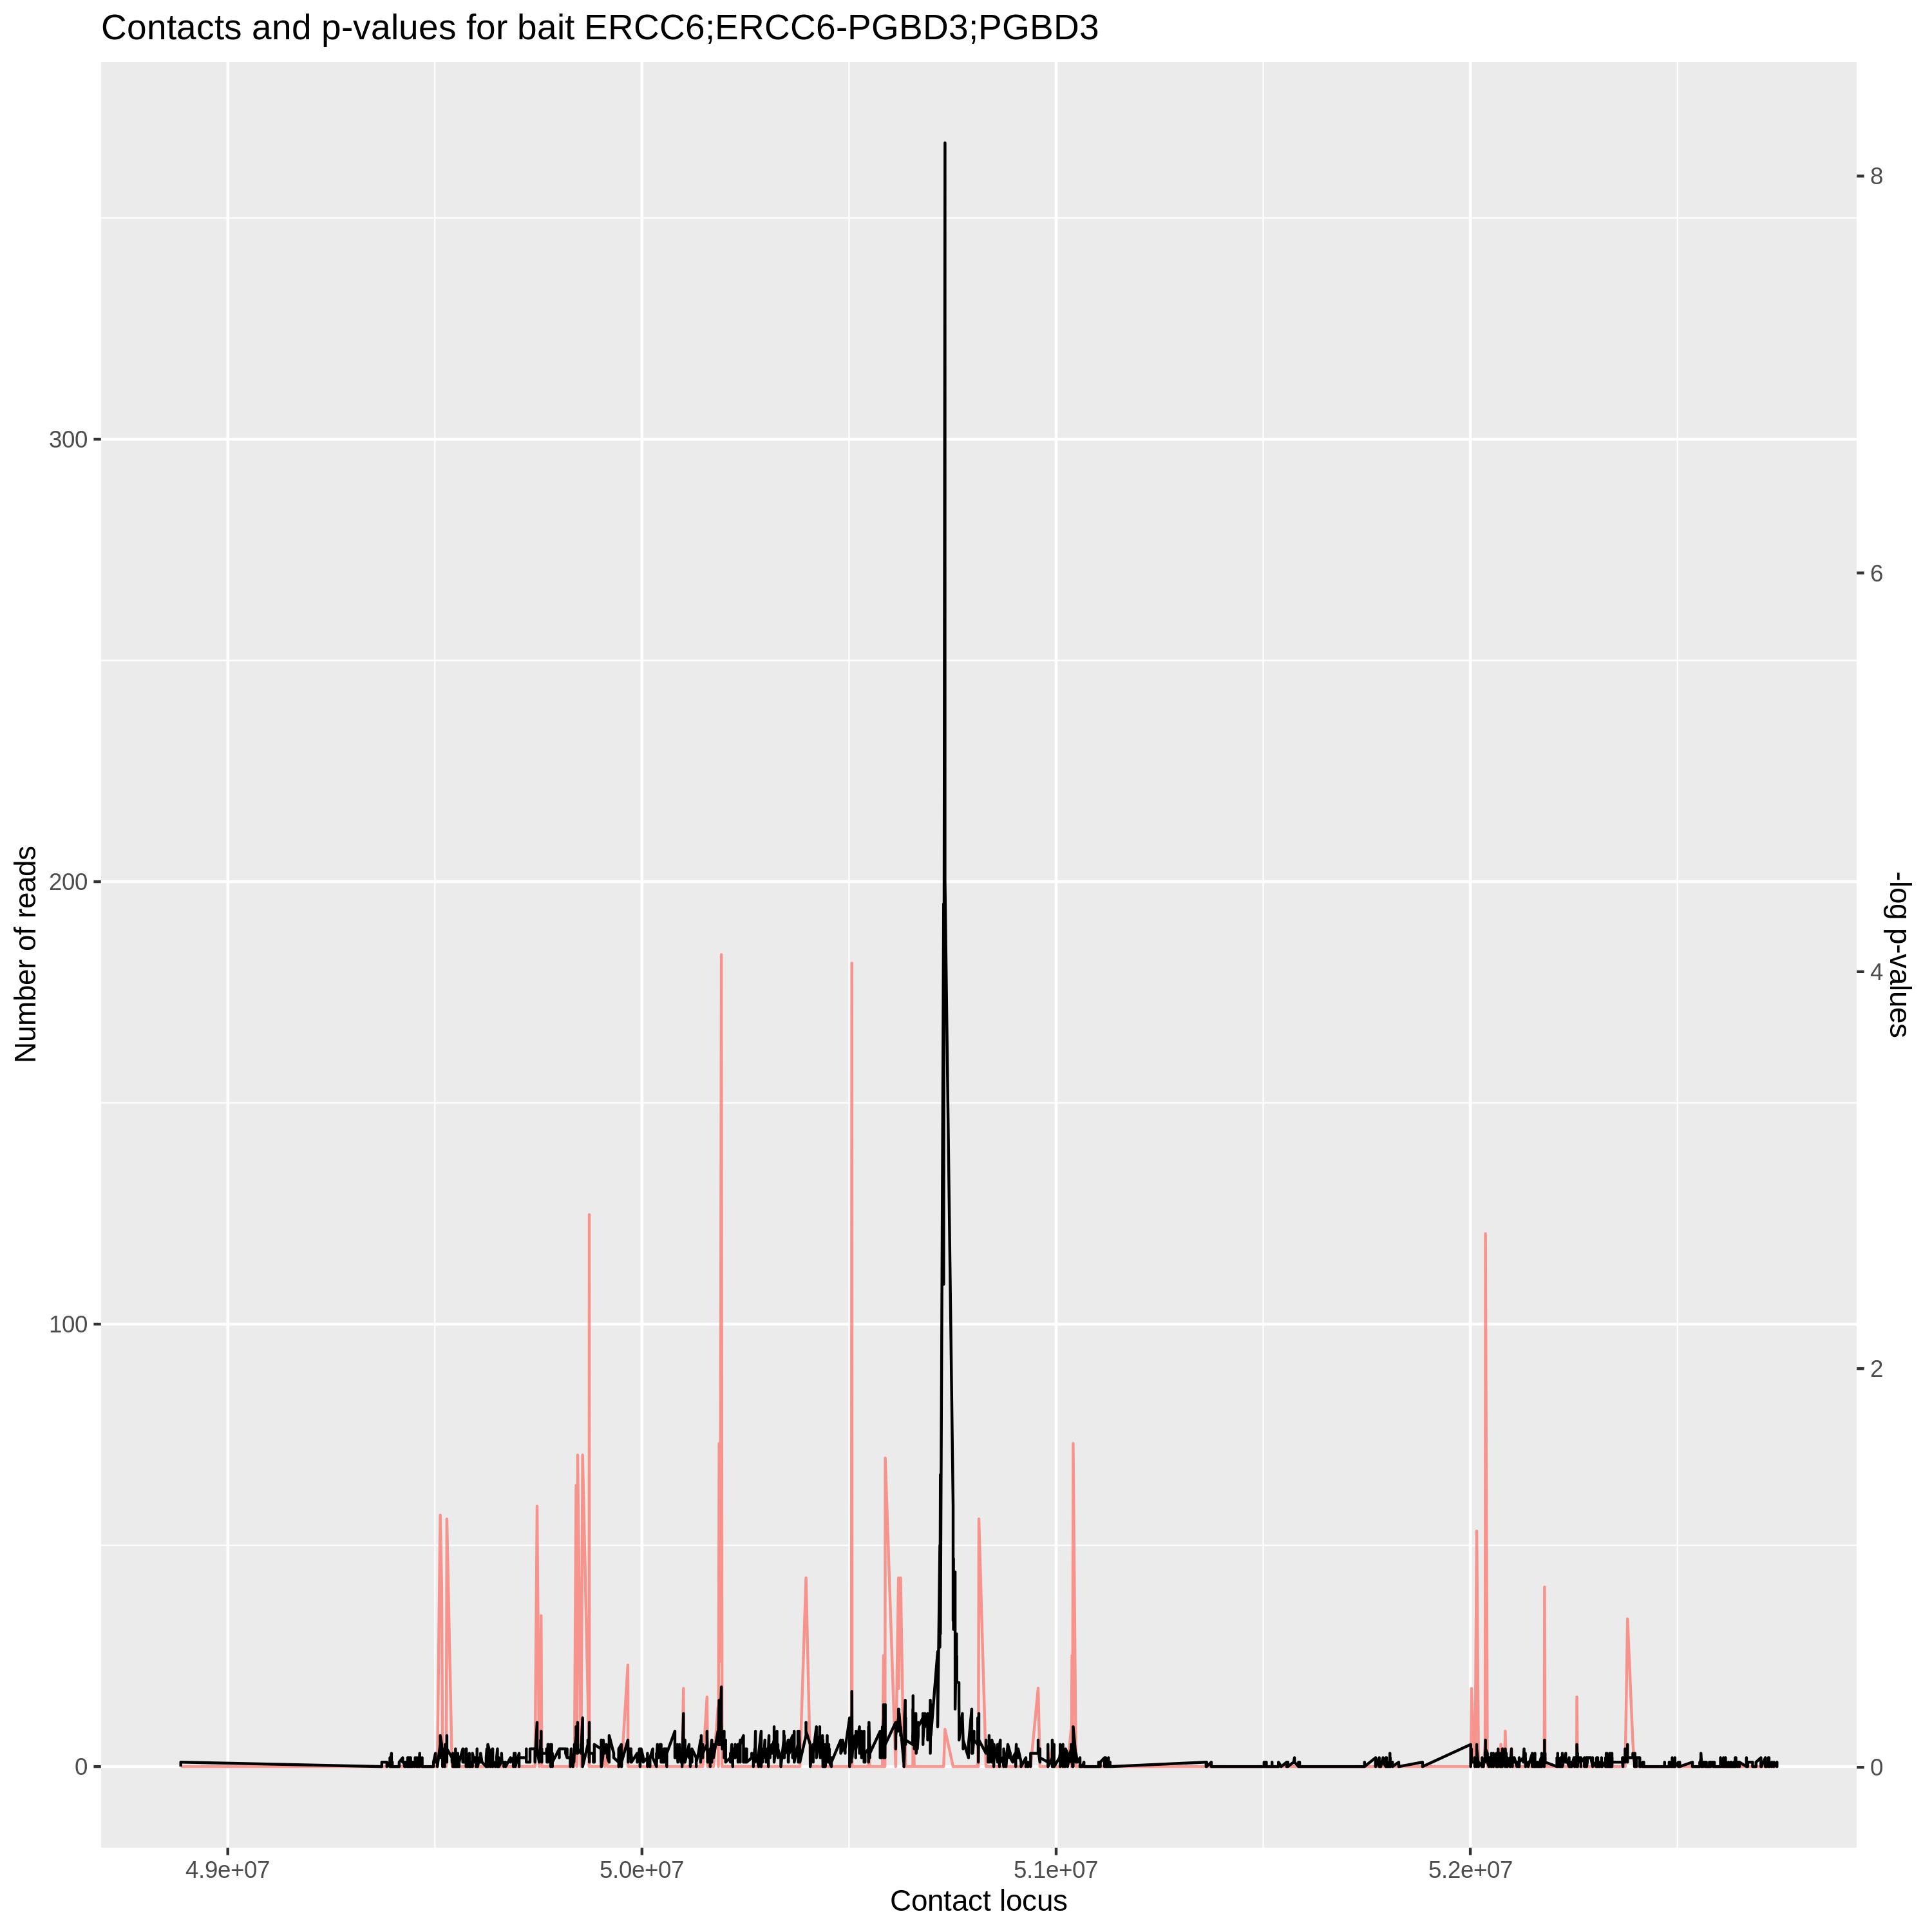 Contacts and p-values for bait ERCC6;ERCC6-PGBD3;PGBD3
Number of reads
300
200
100
0
8
6
4
2
0
-log p-values
4.9e+07
5.0e+07
5.1e+07
5.2e+07
Contact locus